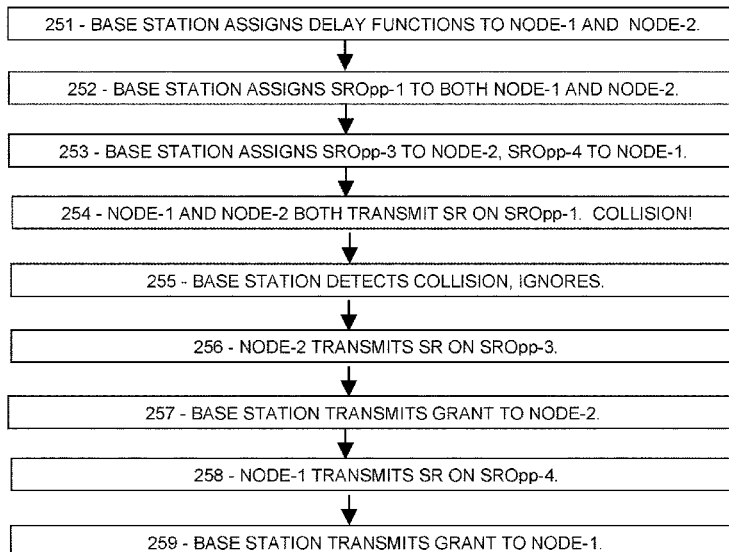 251 - BASE STATION ASSIGNS DELAY FUNCTIONS TO NODE-1 AND NODE-2.
252 - BASE STATION ASSIGNS SROpp-1 TO BOTH NODE-1 AND NODE-2.
253 - BASE STATION ASSIGNS SROpp-3 TO NODE-2, SROpp-4 TO NODE-1.
254 - NODE-1 AND NODE-2 BOTH TRANSMIT SR ON SROpp-1. COLLISION!
255 - BASE STATION DETECTS COLLISION, IGNORES.
256 - NODE-2 TRANSMITS SR ON SROpp-3.
257 - BASE STATION TRANSMITS GRANT TO NODE-2.
258 - NODE-1 TRANSMITS SR ON SROpp-4.
259 - BASE STATION TRANSMITS GRANT TO NODE-1.